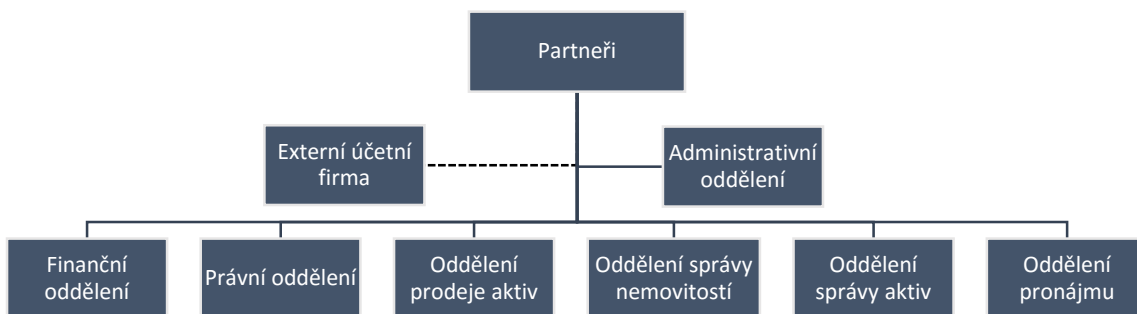 Partneři
Externí účetní
firma
Administrativní
oddělení
Finanční
oddělení
Právní oddělení
Oddělení
prodeje aktiv
Oddělení správy
nemovitostí
Oddělení
správy aktiv
Oddělení
pronájmu